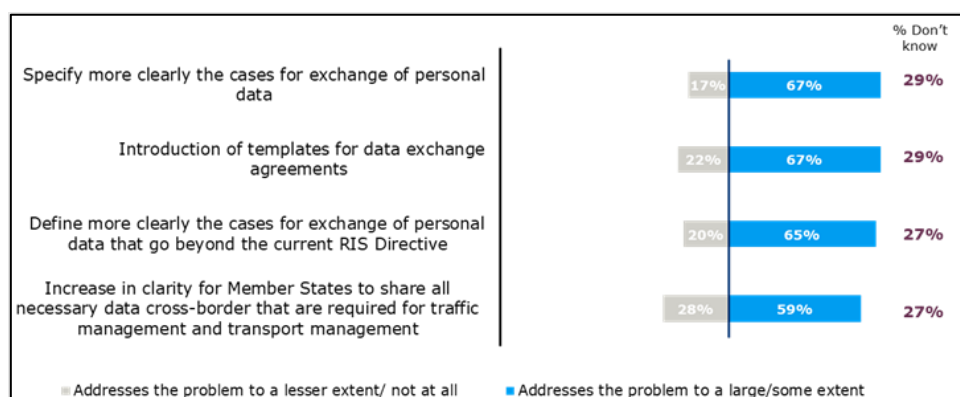 % Don't
know
Specify more clearly the cases for exchange of personal
data
17% 67% 29%
Introduction of templates for data exchange
agreements
22% 67% 29%
Define more clearly the cases for exchange of personal
data that go beyond the current RIS Directive
20% 65% 27%
Increase in clarity for Member States to share all
necessary data cross-border that are required for traffic
management and transport management
28% 59% 27%
Addresses the problem to a lesser extent/ not at all Addresses the problem to a large/some extent